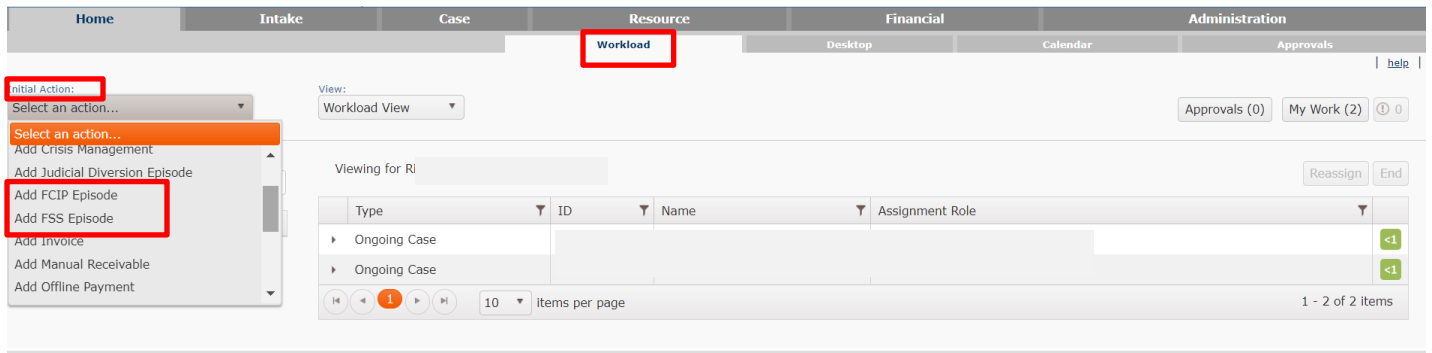 Home Intake Case Resource Financial Administration
Workload Desktop Calendar Approvals
| help |
Initial Action: View:
Select an action... Workload View Approvals (0) My Work (2) 0
Select an action...
Add Crisis Management
Add Judicial Diversion Episode Viewing for Reassign End
Add FCIP Episode
Add FSS Episode Type ID Name Assignment Role
Add Invoice Ongoing Case <1
Add Manual Receivable Ongoing Case <1
Add Offline Payment 1 10 items per page 1 - 2 of 2 items